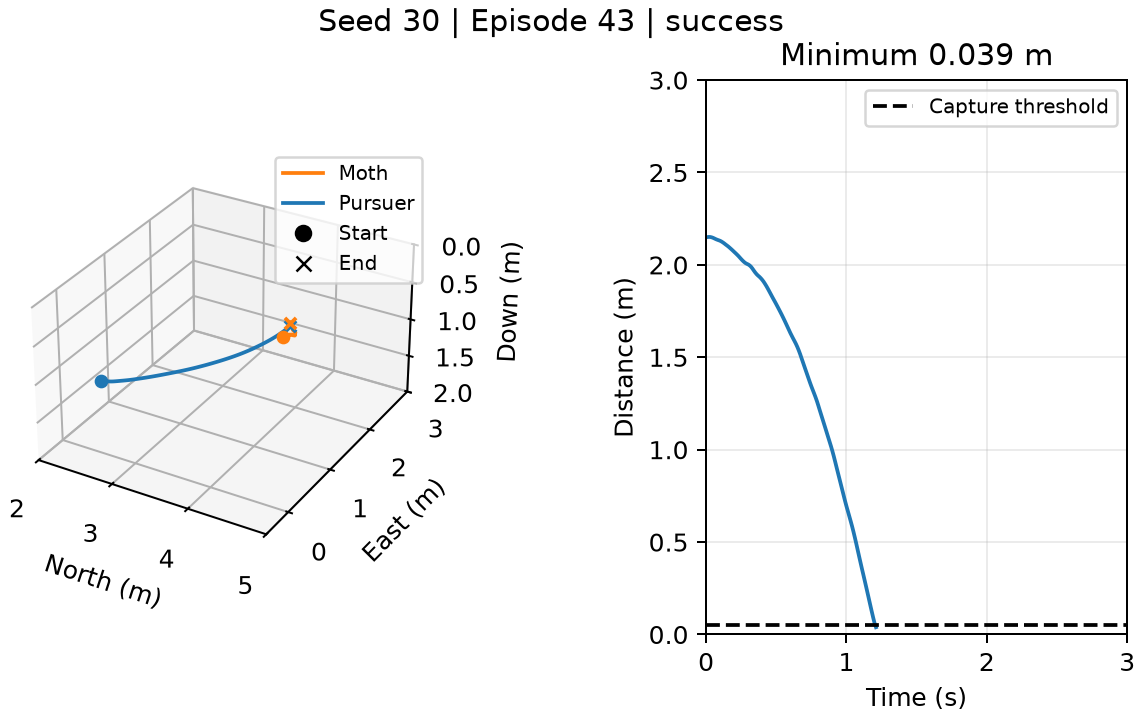 Seed 30 | Episode 43 | success
Moth
Pursuer
Start
End
0.0
0.5
1.0
1.5
2.0
Down (m)
3
2
1
0
East (m)
2
3
4
5
North (m)
Minimum 0.039 m
Capture threshold
3.0
2.5
2.0
1.5
1.0
0.5
0.0
Distance (m)
0
1
2
3
Time (s)